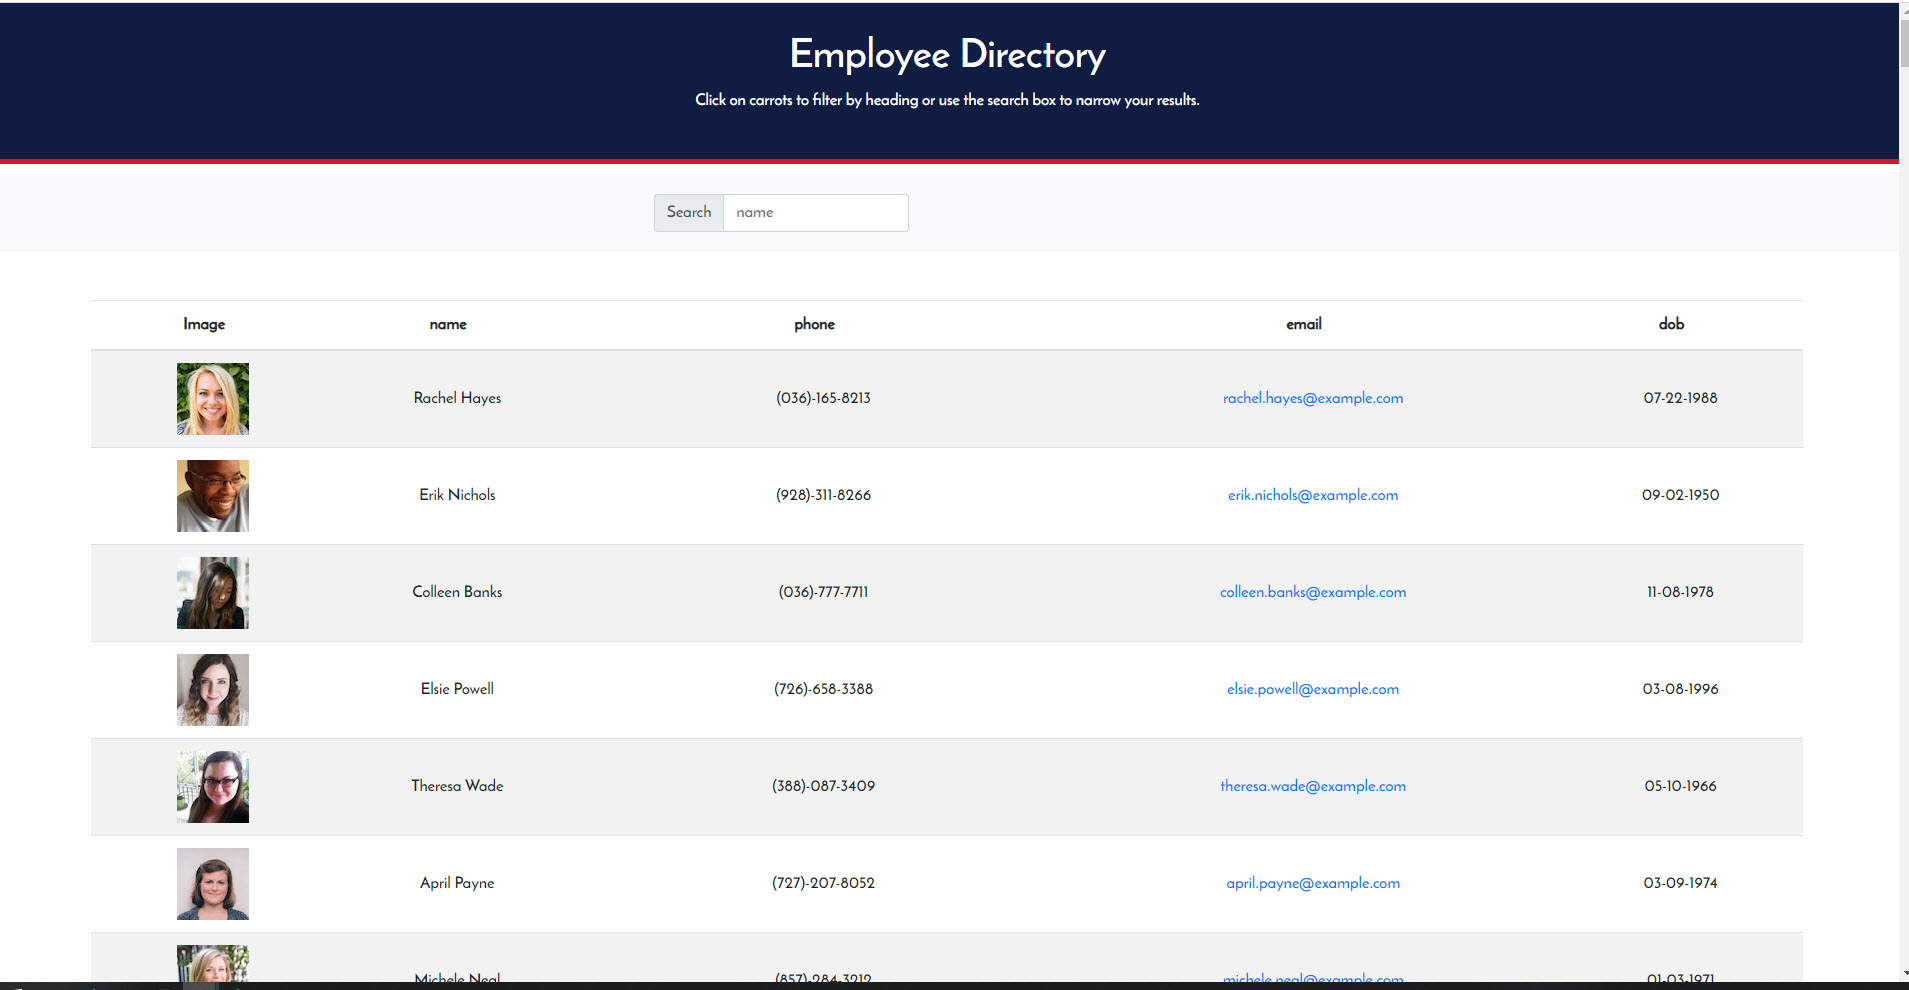 Employee Directory
Click on carrots to filter by heading or use the search box to narrow your results.
Search name
Image name phone email dob
Rachel Hayes (036)-165-8213 rachel.hayes@example.com 07-22-1988
Erik Nichols (928)-311-8266 erik.nichols@example.com 09-02-1950
Colleen Banks (036)-777-7711 colleen.banks@example.com 11-08-1978
Elsie Powell (726)-658-3388 elsie.powell@example.com 03-08-1996
Theresa Wade (388)-087-3409 theresa.wade@example.com 05-10-1966
April Payne (727)-207-8052 april.payne@example.com 03-09-1974
Michele Neal (857)-284-3212 michele.neal@example.com 01-03-1971